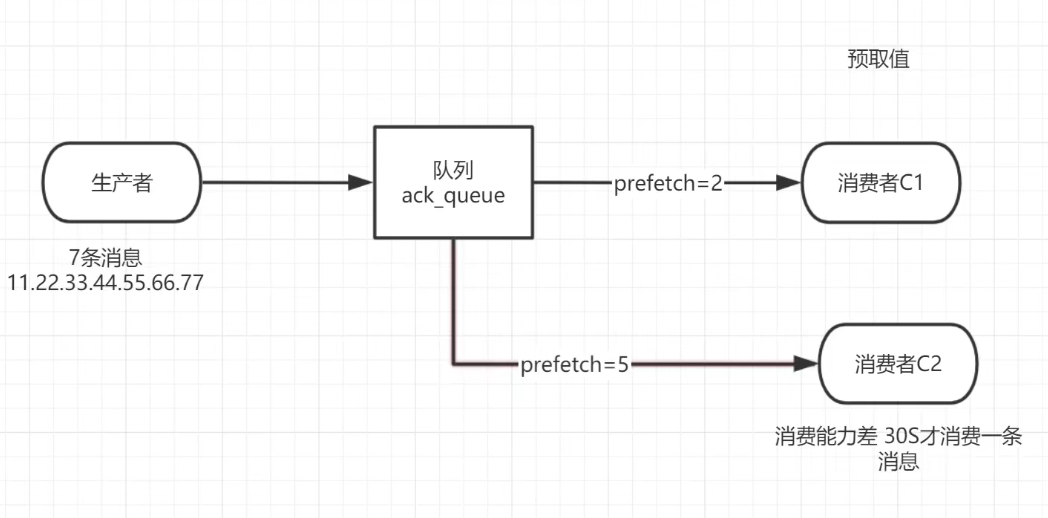 预取值
生产者
队列
ack_queue
prefetch=2
消费者C1
7条消息
11.22.33.44.55.66.77
prefetch=5
消费者C2
消费能力差 30S才消费一条
消息